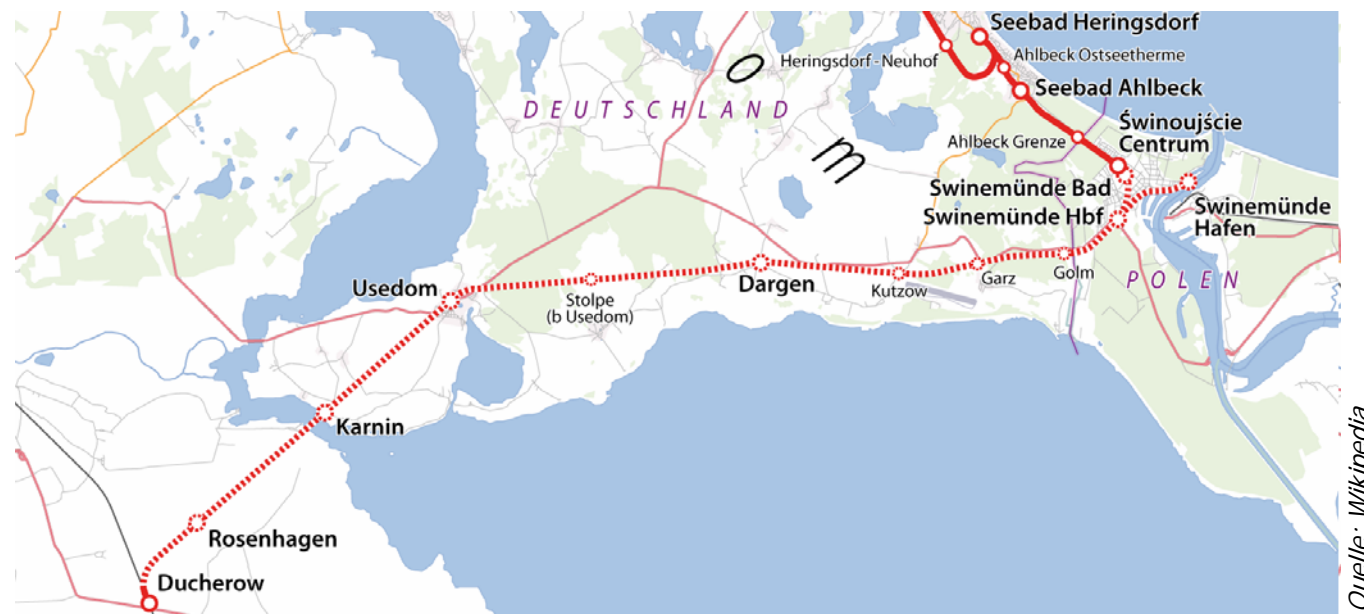 Seebad Heringsdorf
Heringsdorf - Neuhof
Ahlbeck Ostseetherme
o
Seebad Ahlbeck
DEUTSCHLAND
Świnoujście
Centrum
Ahlbeck Grenze
m
Swinemünde Bad
Swinemünde Hbf
Swinemünde
Hafen
Usedom
Stolpe
(b Usedom)
Dargen
Kutzow
Garz
Golm
POLEN
Karnin
Rosenhagen
Ducherow
Quelle: Wikipedia